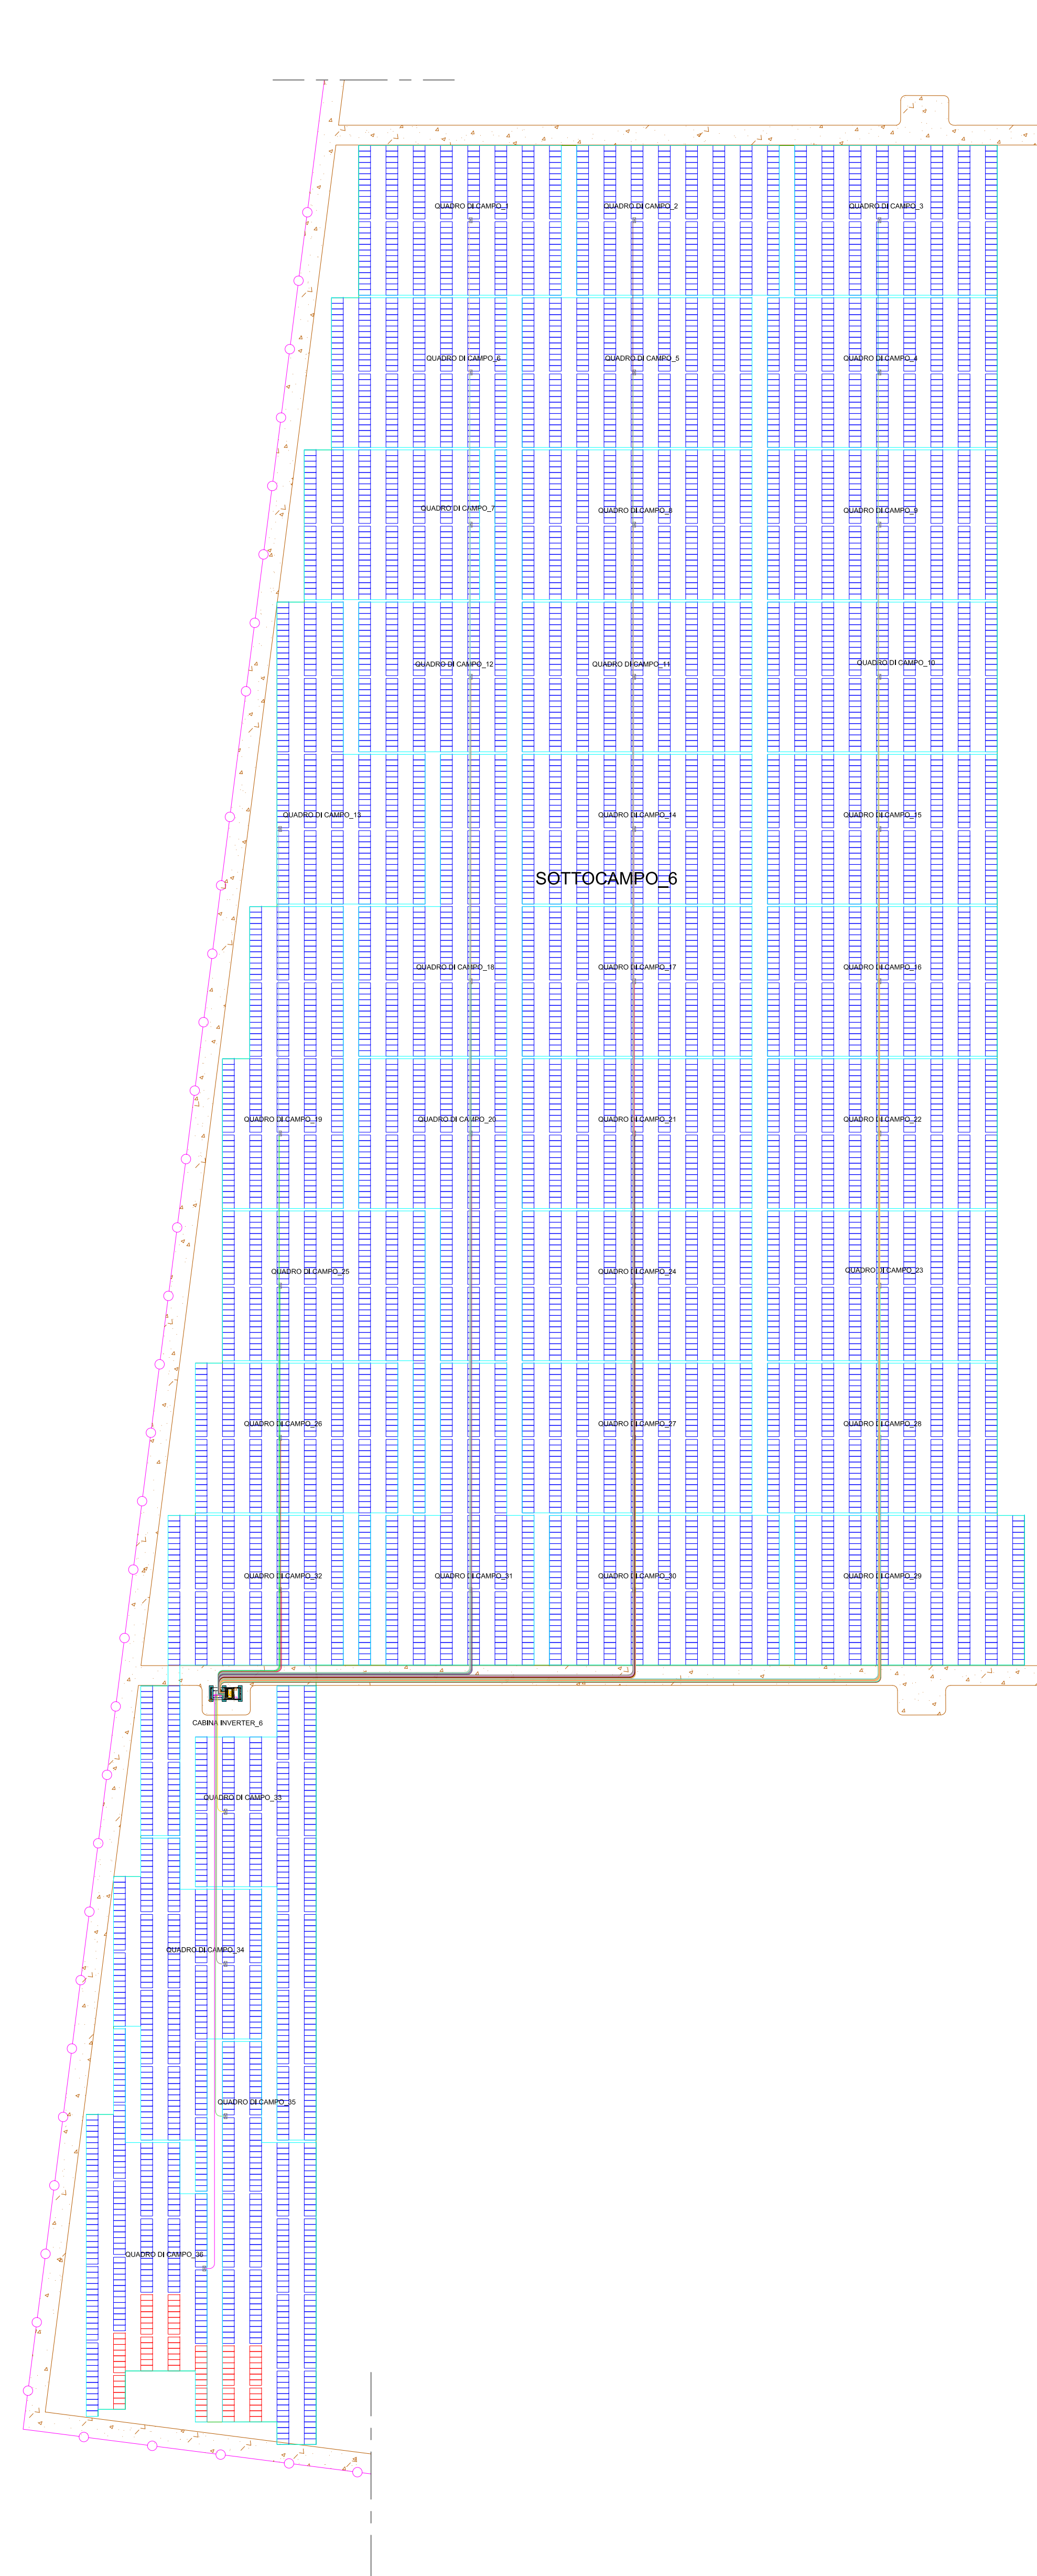 QUADRO DI CAMPO_1
QUADRO DI CAMPO_2
QUADRO DI CAMPO_3
QUADRO DI CAMPO_6
QUADRO DI CAMPO_5
QUADRO DI CAMPO_4
QUADRO DI CAMPO_7
QUADRO DI CAMPO_8
QUADRO DI CAMPO_9
QUADRO DI CAMPO_12
QUADRO DI CAMPO_11
QUADRO DI CAMPO_10
QUADRO DI CAMPO_13
QUADRO DI CAMPO_14
QUADRO DI CAMPO_15
SOTTOCAMPO_6
QUADRO DI CAMPO_18
QUADRO DI CAMPO_17
QUADRO DI CAMPO_16
QUADRO DI CAMPO_19
QUADRO DI CAMPO_20
QUADRO DI CAMPO_21
QUADRO DI CAMPO_22
QUADRO DI CAMPO_25
QUADRO DI CAMPO_24
QUADRO DI CAMPO_23
QUADRO DI CAMPO_26
QUADRO DI CAMPO_27
QUADRO DI CAMPO_28
QUADRO DI CAMPO_32
QUADRO DI CAMPO_31
QUADRO DI CAMPO_30
QUADRO DI CAMPO_29
CABINA INVERTER_6
QUADRO DI CAMPO_33
QUADRO DI CAMPO_34
QUADRO DI CAMPO_35
QUADRO DI CAMPO_36